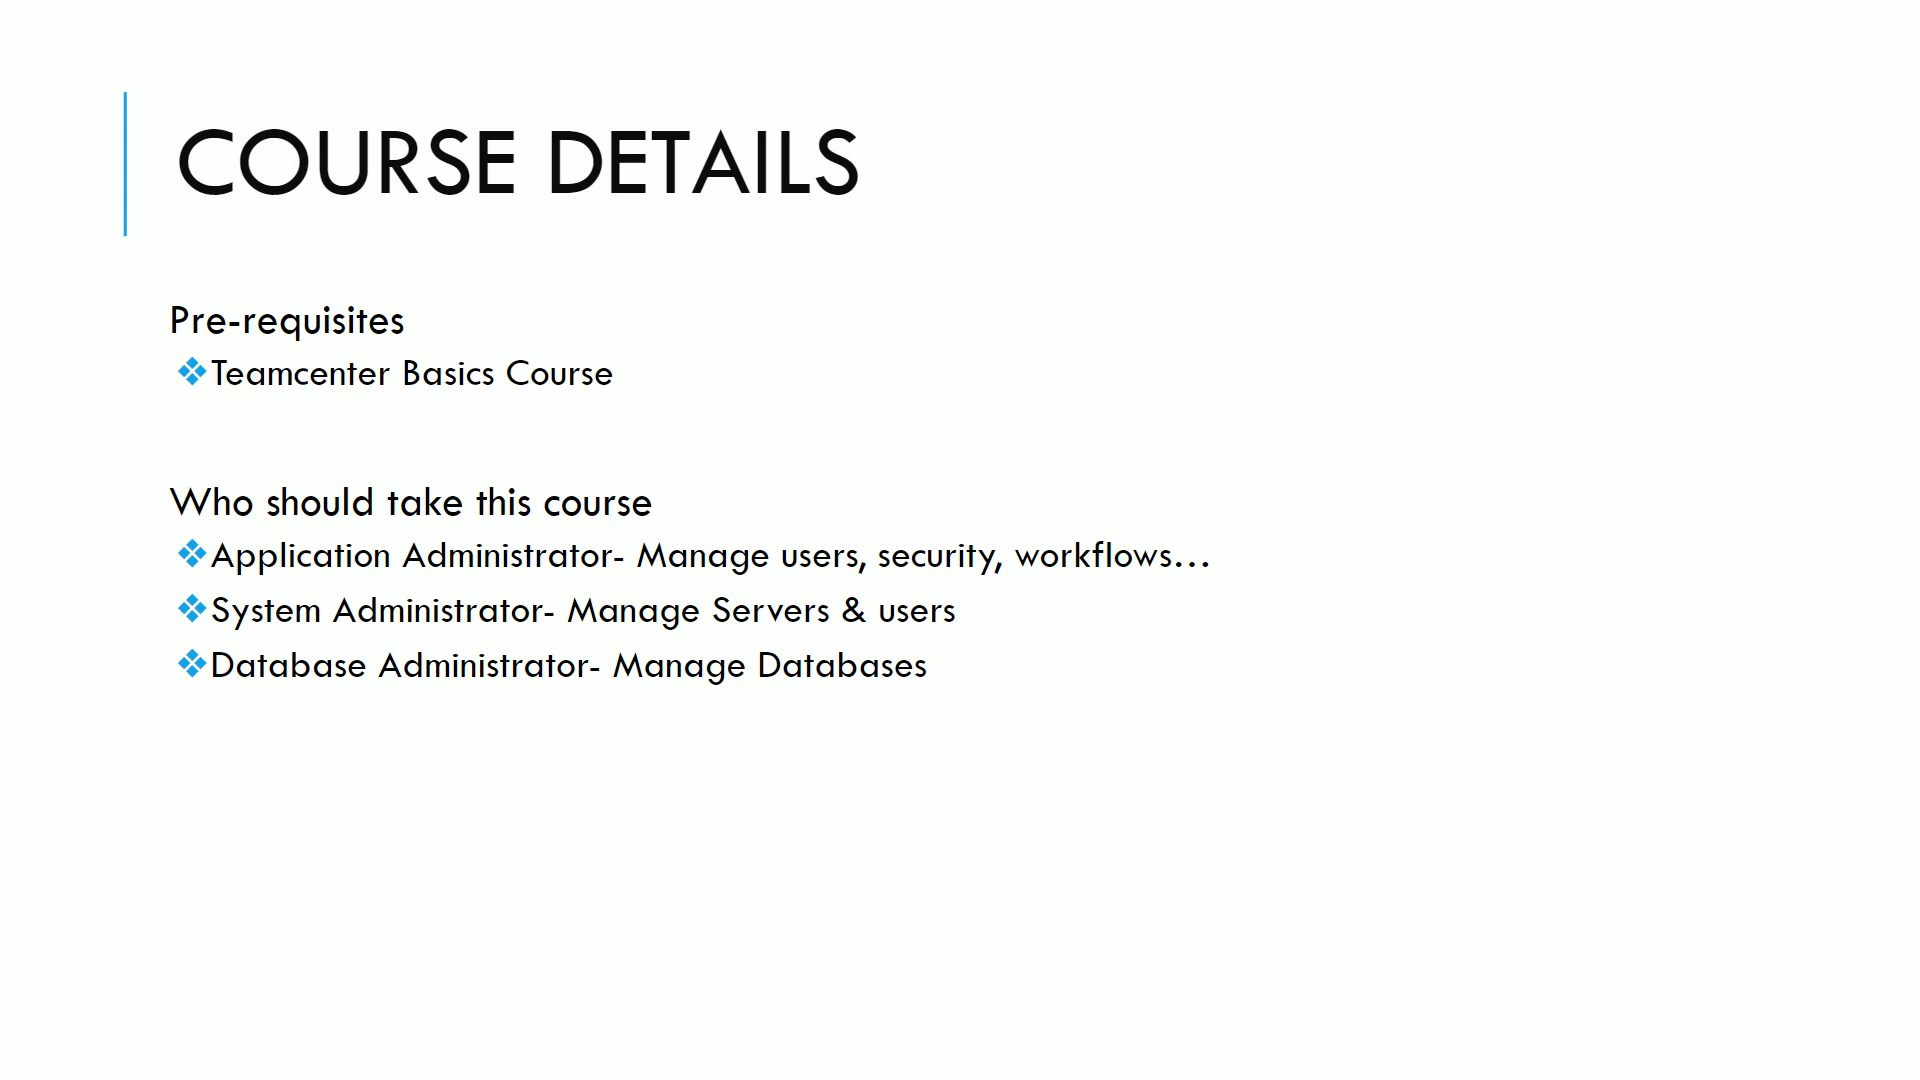 COURSE DETAILS
Pre-requisites
❖Teamcenter Basics Course
Who should take this course
❖Application Administrator- Manage users, security, workflows...
❖System Administrator- Manage Servers & users
❖Database Administrator- Manage Databases